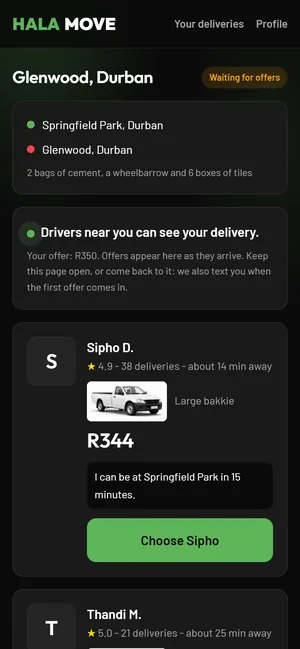 HALA MOVE
Your deliveries
Profile
Glenwood, Durban
Waiting for offers
Springfield Park, Durban
Glenwood, Durban
2 bags of cement, a wheelbarrow and 6 boxes of tiles
Drivers near you can see your delivery.
Your offer: R350. Offers appear here as they arrive. Keep
this page open, or come back to it; we also text you when
the first offer comes in.
S
Sipho D.
★ 4.9 - 38 deliveries - about 14 min away
Large bakkie
R344
I can be at Springfield Park in 15
minutes.
Choose Sipho
T
Thandi M.
★ 5.0 - 21 deliveries - about 25 min away